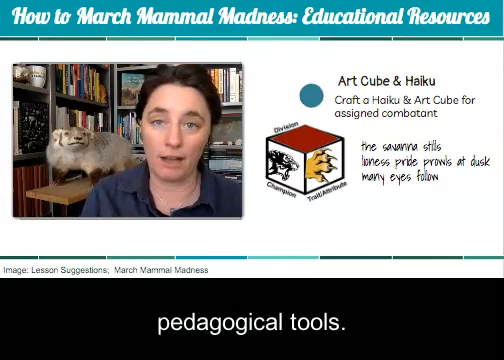 How to March Mammal Madness: Educational Resources
Art Cube & Haiku
Craft a Haiku & Art Cube for
assigned combatant
Division
Champion
Trait/Attribute
the savanna stills
lioness pride prowls at dusk
many eyes follow
Image: Lesson Suggestions; March Mammal Madness
pedagogical tools.